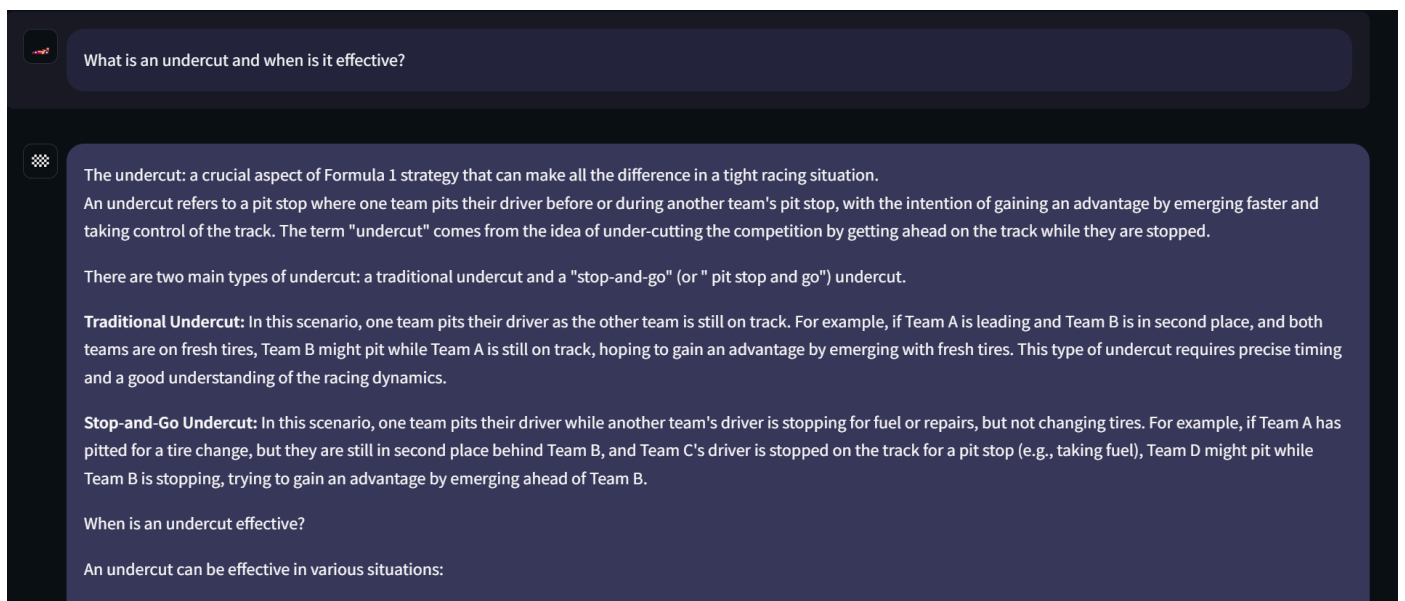 What is an undercut and when is it effective?
The undercut: a crucial aspect of Formula 1 strategy that can make all the difference in a tight racing situation.
An undercut refers to a pit stop where one team pits their driver before or during another team's pit stop, with the intention of gaining an advantage by emerging faster and
taking control of the track. The term "undercut" comes from the idea of under-cutting the competition by getting ahead on the track while they are stopped.
There are two main types of undercut: a traditional undercut and a "stop-and-go" (or " pit stop and go") undercut.
Traditional Undercut: In this scenario, one team pits their driver as the other team is still on track. For example, if Team A is leading and Team B is in second place, and both
teams are on fresh tires, Team B might pit while Team A is still on track, hoping to gain an advantage by emerging with fresh tires. This type of undercut requires precise timing
and a good understanding of the racing dynamics.
Stop-and-Go Undercut: In this scenario, one team pits their driver while another team's driver is stopping for fuel or repairs, but not changing tires. For example, if Team A has
pitted for a tire change, but they are still in second place behind Team B, and Team C's driver is stopped on the track for a pit stop (e.g., taking fuel), Team D might pit while
Team B is stopping, trying to gain an advantage by emerging ahead of Team B.
When is an undercut effective?
An undercut can be effective in various situations: